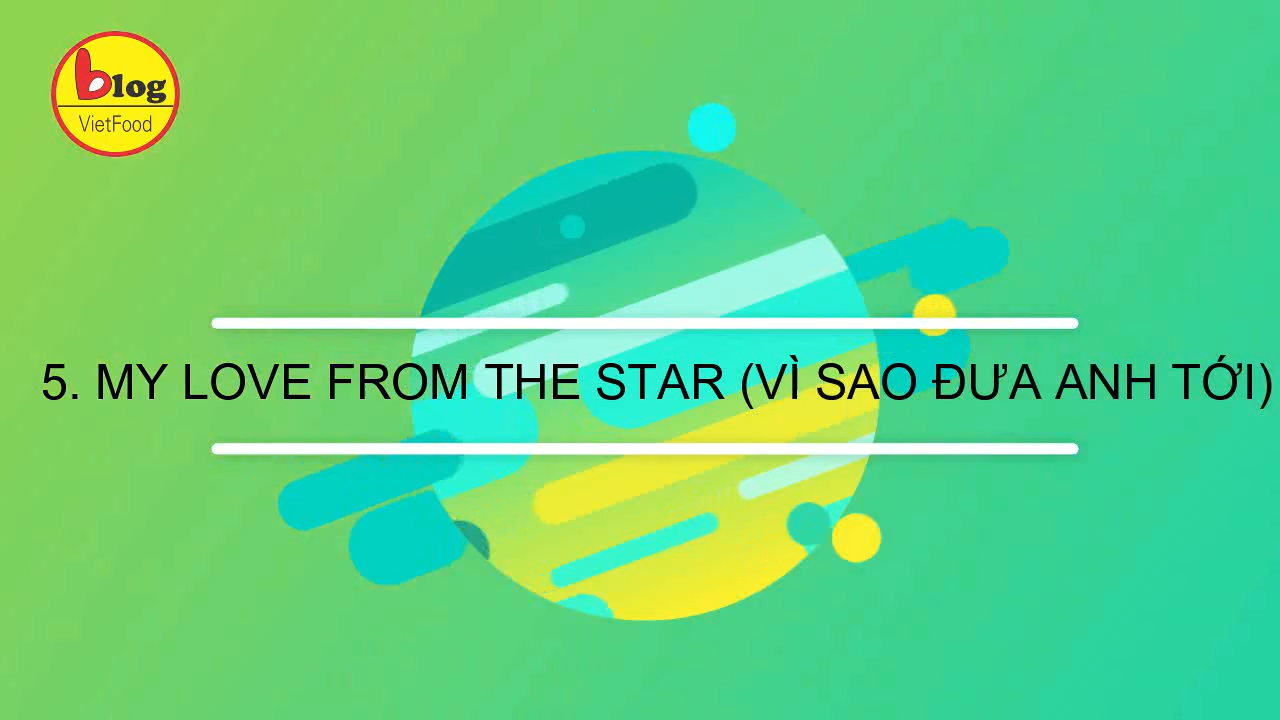 blog
VietFood
5. MY LOVE FROM THE STAR (VÌ SAO ĐƯA ANH TỚI)